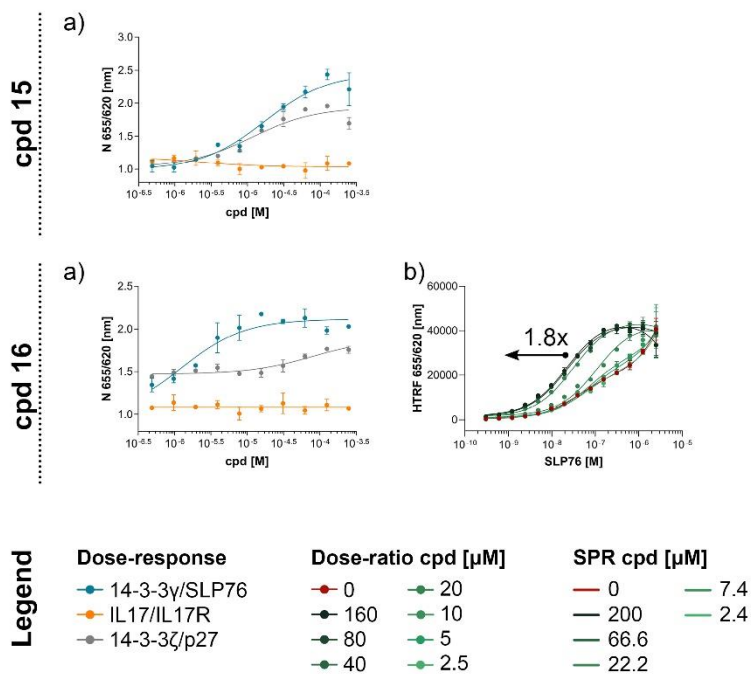 cpd 15
a)
N 655/620 [nm]
3.0
2.5
2.0
1.5
1.0
10^-6.5 10^-6 10^-5.5 10^-5 10^-4.5 10^-4 10^-3.5
cpd [M]
cpd 16
a)
N 655/620 [nm]
2.5
2.0
1.5
1.0
10^-6.5 10^-6 10^-5.5 10^-5 10^-4.5 10^-4 10^-3.5
cpd [M]
b)
HTRF 655/620 [nm]
60000
40000
20000
0
1.8x
10^-10 10^-9 10^-8 10^-7 10^-6 10^-5
SLP76 [M]
Legend
Dose-response
14-3-3γ/SLP76
IL17/IL17R
14-3-3ζ/p27
Dose-ratio cpd [µM]
0
160
80
40
20
10
5
2.5
SPR cpd [µM]
0
200
66.6
22.2
7.4
2.4